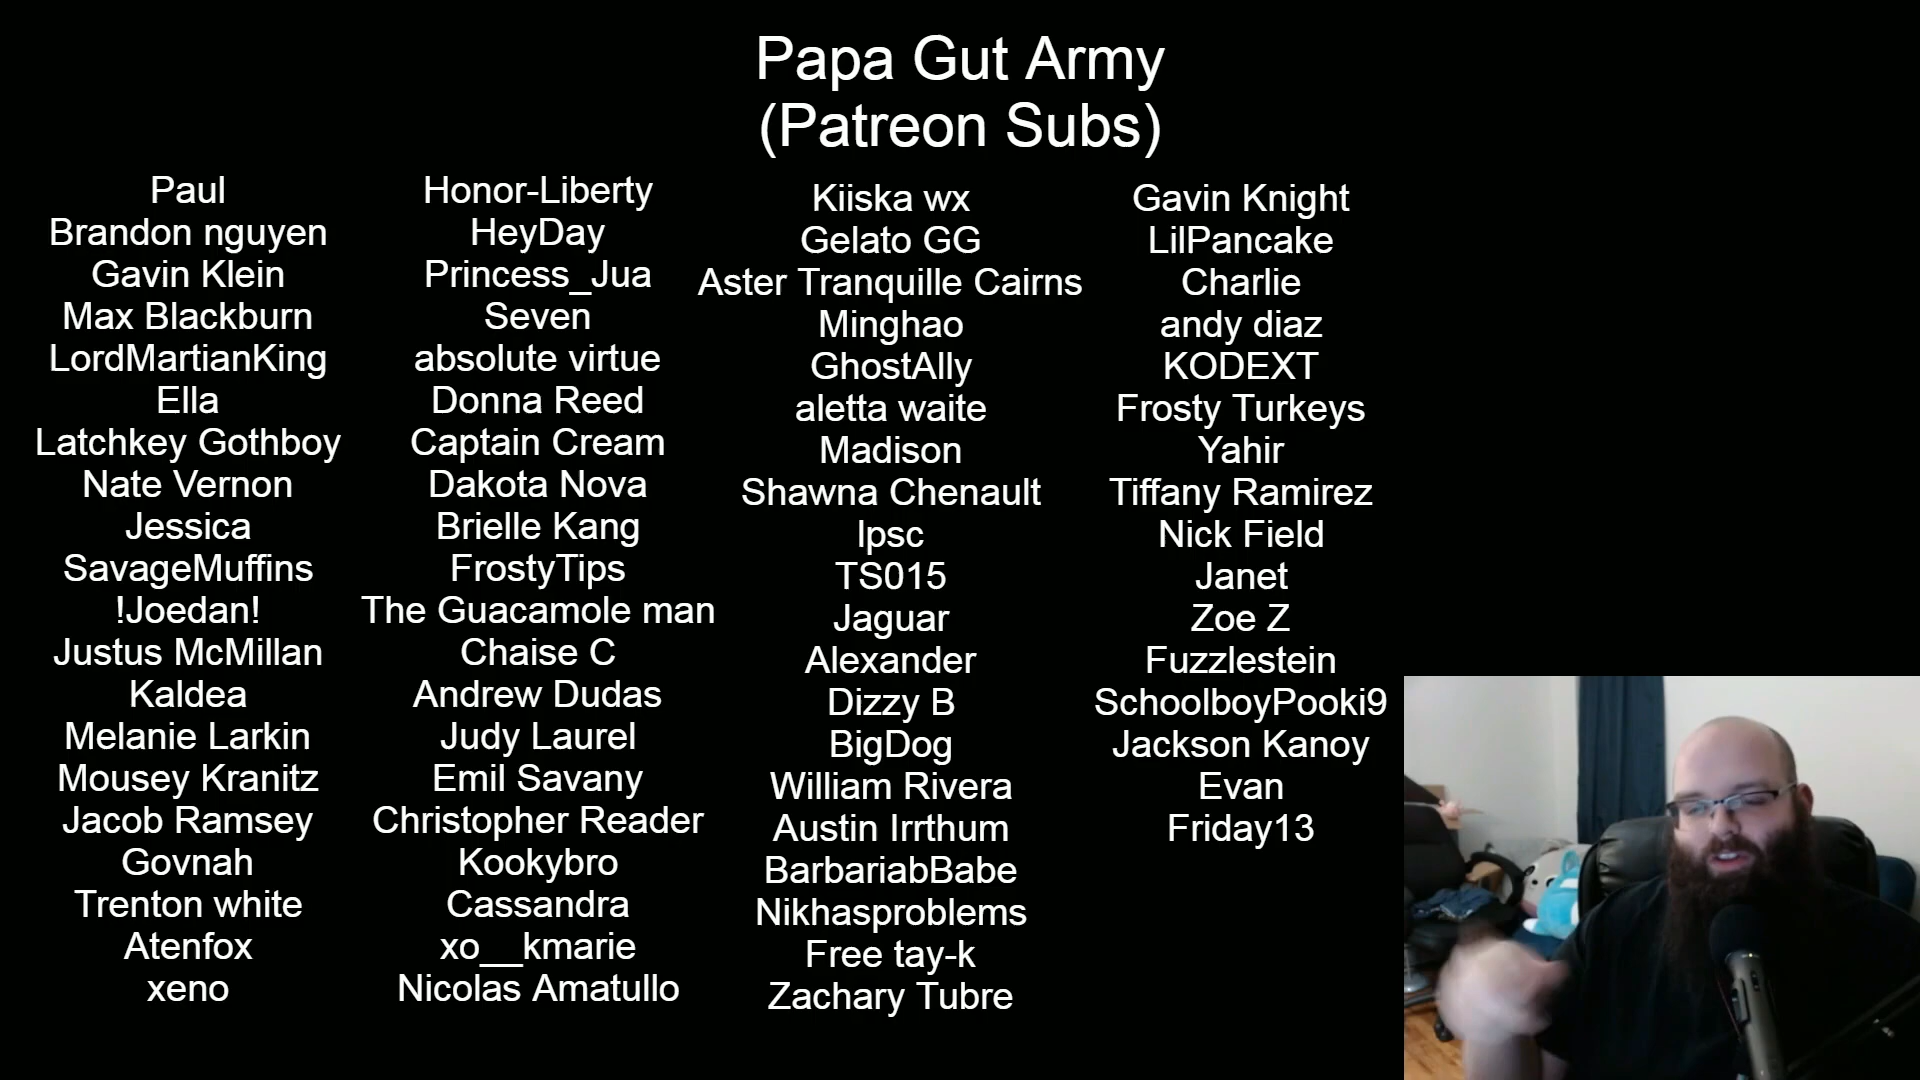 Papa Gut Army
(Patreon Subs)
Paul
Brandon nguyen
Gavin Klein
Max Blackburn
LordMartianKing
Ella
Latchkey Gothboy
Nate Vernon
Jessica
SavageMuffins
!Joedan!
Justus McMillan
Kaldea
Melanie Larkin
Mousey Kranitz
Jacob Ramsey
Govnah
Trenton white
Atenfox
xeno
Honor-Liberty
HeyDay
Princess_Jua
Seven
absolute virtue
Donna Reed
Captain Cream
Dakota Nova
Brielle Kang
FrostyTips
The Guacamole man
Chaise C
Andrew Dudas
Judy Laurel
Emil Savany
Christopher Reader
Kookybro
Cassandra
xo__kmarie
Nicolas Amatullo
Kiiska wx
Gelato GG
Aster Tranquille Cairns
Minghao
GhostAlly
aletta waite
Madison
Shawna Chenault
lpsc
TS015
Jaguar
Alexander
Dizzy B
BigDog
William Rivera
Austin Irrthum
BarbariabBabe
Nikhasproblems
Free tay-k
Zachary Tubre
Gavin Knight
LilPancake
Charlie
andy diaz
KODEXT
Frosty Turkeys
Yahir
Tiffany Ramirez
Nick Field
Janet
Zoe Z
Fuzzlestein
SchoolboyPooki9
Jackson Kanoy
Evan
Friday13